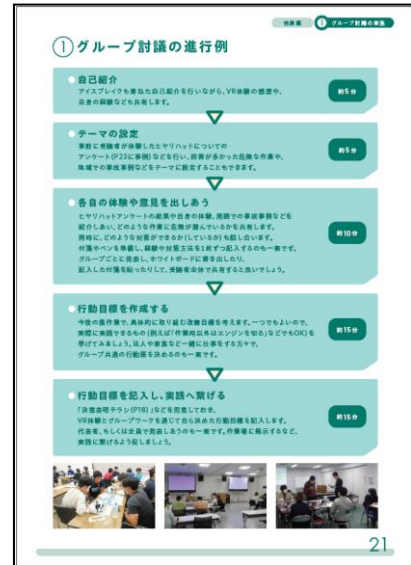 効果編 ① グループ討議の実施
①グループ討議の進行例
自己紹介
アイスブレイクも兼ねた自己紹介を行いながら、VR体験の感想や、
自身の経験なども共有します。
約5分
テーマの設定
事前に受講者が体験したヒヤリハットについての
アンケート(P23に事例)などを行い、回答が多かった危険な作業や、
地域での事故事例などをテーマに設定することもできます。
約5分
各自の体験や意見を出しあう
ヒヤリハットアンケートの結果や自身の体験、周囲での事故事例などを
紹介しあい、どのような作業に危険が潜んでいるかを共有します。
同時に、どのような対策ができるか(しているか)も話し合います。
付箋やペンを準備し、経験や対策方法を1枚ずつ記入するのも一案です。
グループごとに発表し、ホワイトボードに書き出したり、
記入した付箋を貼ったりして、受講者全体で共有すると良いでしょう。
約10分
行動目標を作成する
今後の農作業で、具体的に取り組む改善目標を考えます。一つでもよいので、
実際に実践できるもの(例えば「作業時以外はエンジンを切る」などでもOK)を
挙げてみましょう。法人や家族など一緒に仕事をする方々で、
グループ共通の行動策を決めるのも一案です。
約15分
行動目標を記入し、実践へ繋げる
「決意表明チラシ(P18)」などを用意しておき、
VR体験とグループワークを通じて自ら決めた行動目標を記入します。
代表者、もしくは全員で発表しあうのも一案です。作業場に掲示するなど、
実践に繋げるよう促しましょう。
約15分
21